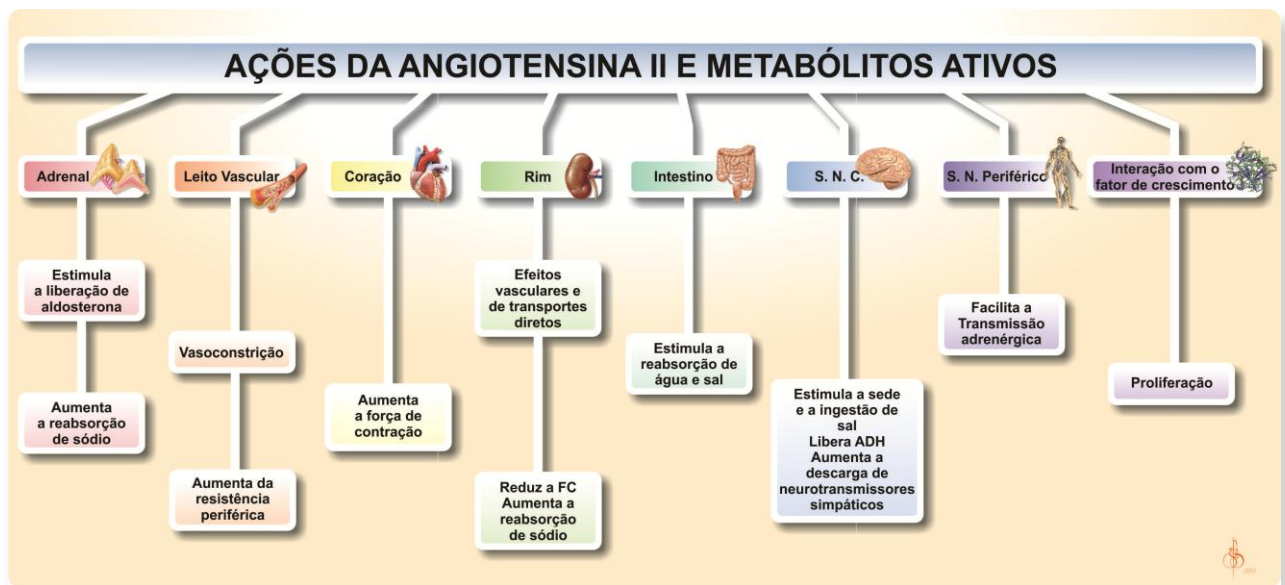 AÇÕES DA ANGIOTENSINA II E METABÓLITOS ATIVOS
Adrenal
Estimula
a liberação de
aldosterona
Aumenta
a reabsorção
de sódio
Leito Vascular
Vasoconstrição
Aumento da
resistência
periférica
Coração
Aumenta
a força de
contração
Rim
Efeitos
vasculares e
de transportes
diretos
Reduz a FC
Aumenta a
reabsorção
de sódio
Intestino
Estimula a
reabsorção de
água e sal
S. N. C.
Estimula a sede
e a ingestão de
sal
Libera ADH
Aumenta a
descarga de
neurotransmissores
simpáticos
S. N. Periférico
Facilita a
Transmissão
adrenérgica
Interação com o
fator de crescimento
Proliferação